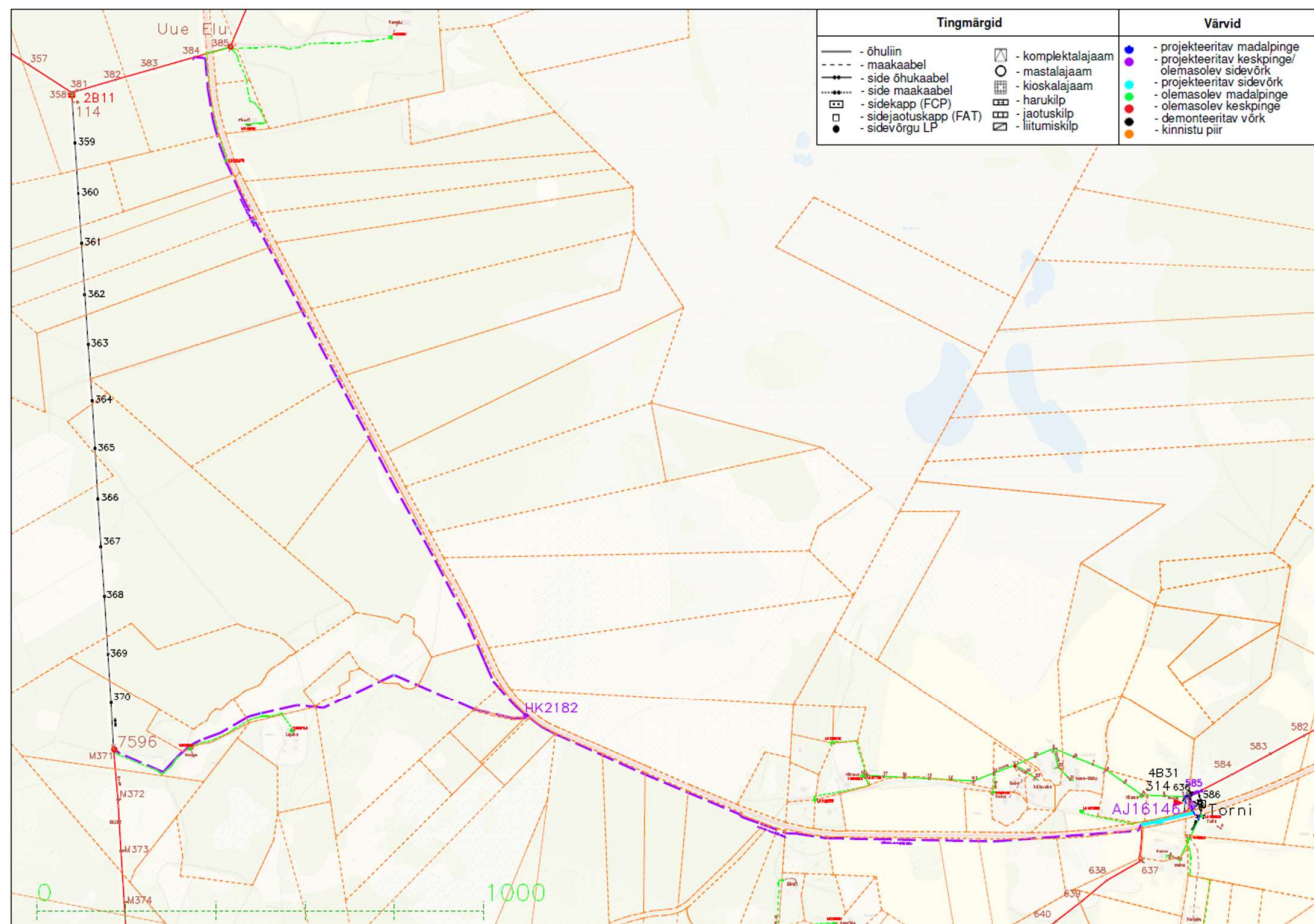 Tingmärgid
- õhuliin
- maakaabel
- side õhukaabel
- side maakaabel
- sidekapp (FCP)
- sidejaotuskapp (FAT)
- sidevõrgu LP
- komplektalajaam
- mastalajaam
- kioskalajaam
- harukilp
- jaotuskilp
- liitumiskilp
Värvid
- projekteeritav madalpinge
- projekteeritav keskpinge/
olemasolev sidevõrk
- projekteeritav sidevõrk
- olemasolev madalpinge
- olemasolev keskpinge
- demonteeritav võrk
- kinnistu piir
Uue Elu
385
384
383
382
381
357
358
2B11
114
359
360
361
362
363
364
365
366
367
368
369
370
7596
M371
M372
M373
M374
HK2182
582
583
584
585
586
4B31
314
636
AJ16146
Torni
637
638
639
640
0
1000